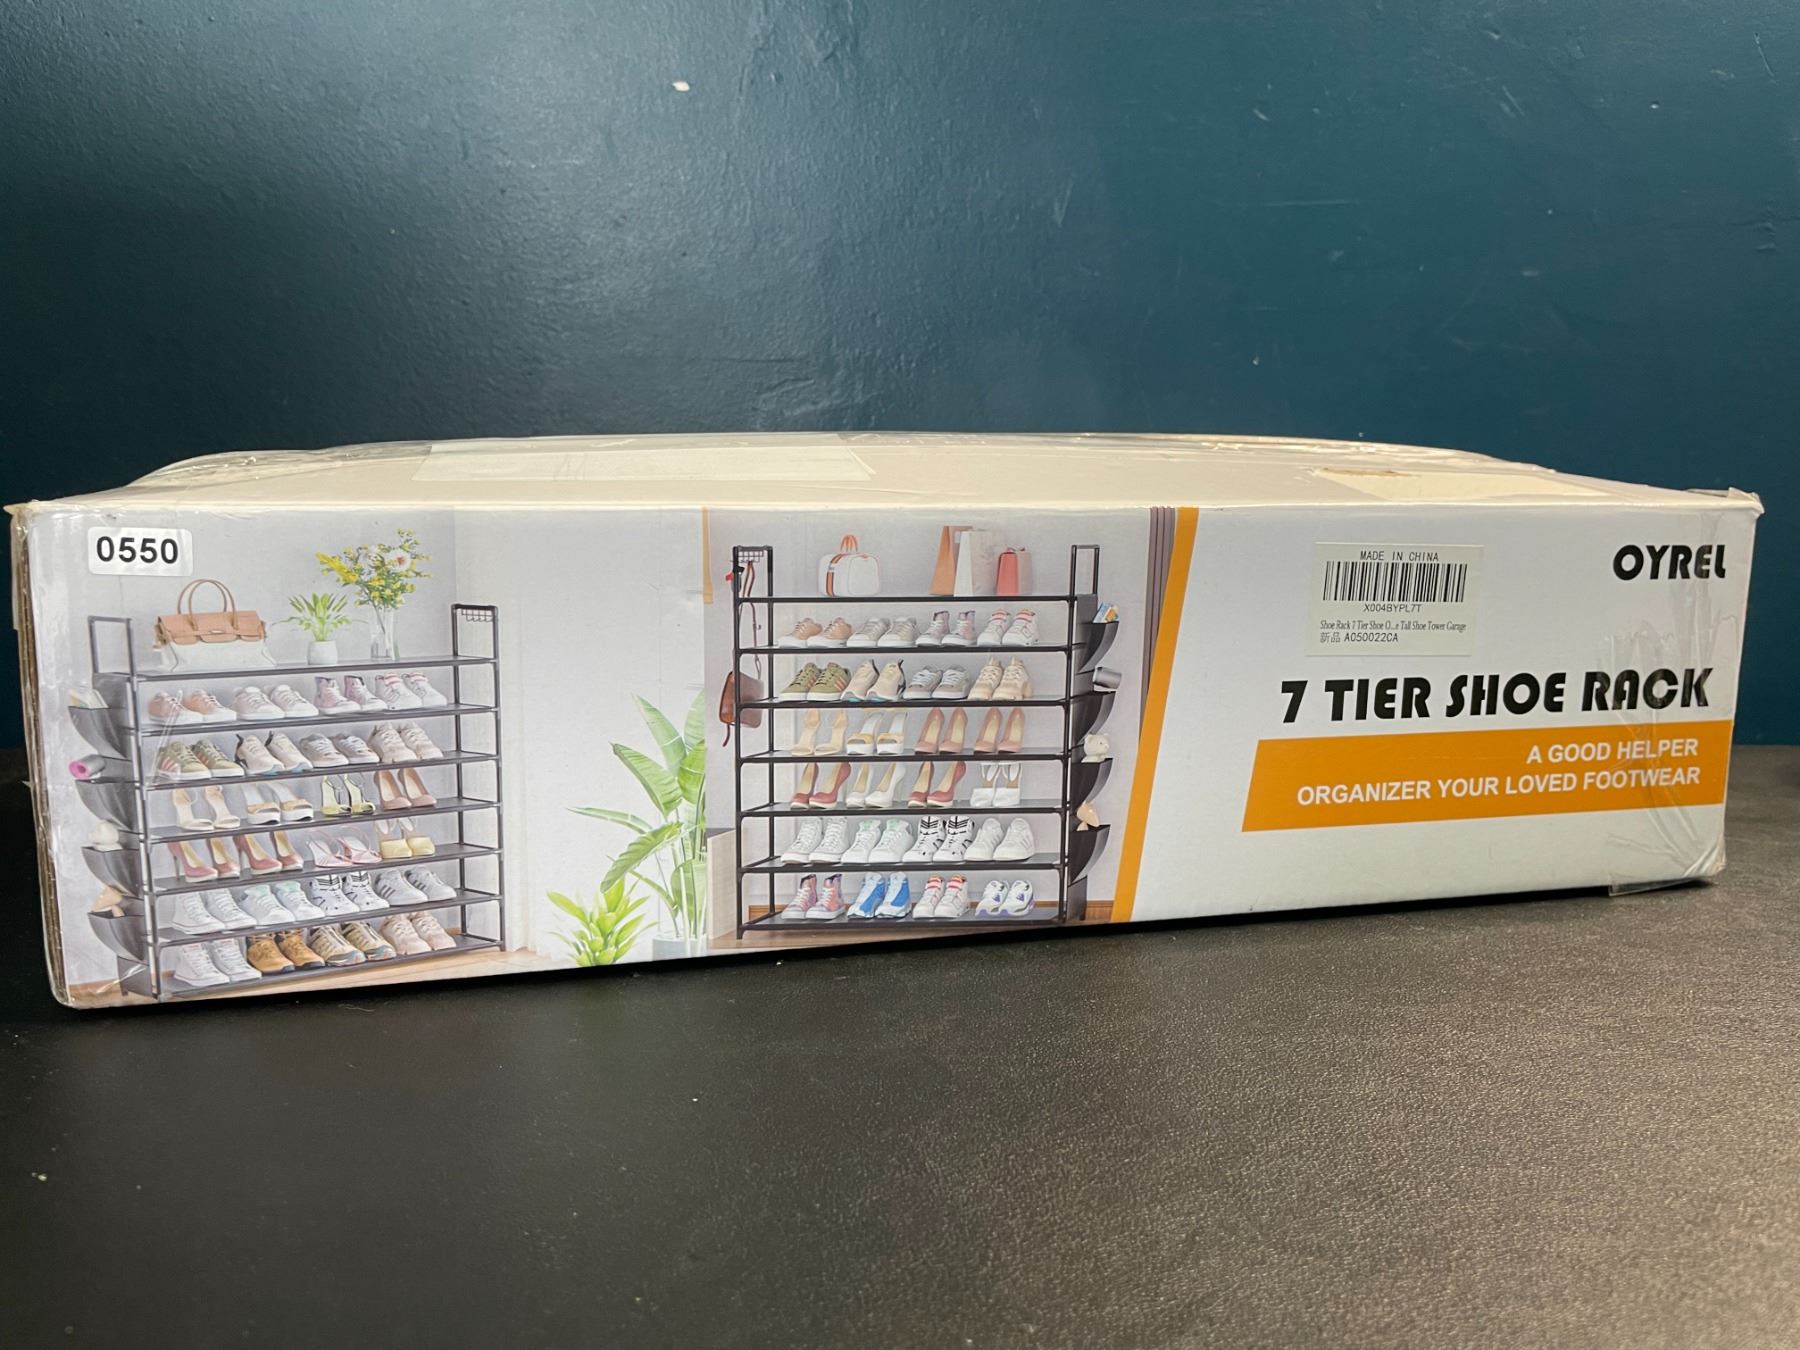 0550
OYREL
MADE IN CHINA
X004BYPL7T
Shoe Rack 7 Tier Shoe O...e Tall Shoe Tower Garage
新品 A050022CA
7 TIER SHOE RACK
A GOOD HELPER
ORGANIZER YOUR LOVED FOOTWEAR